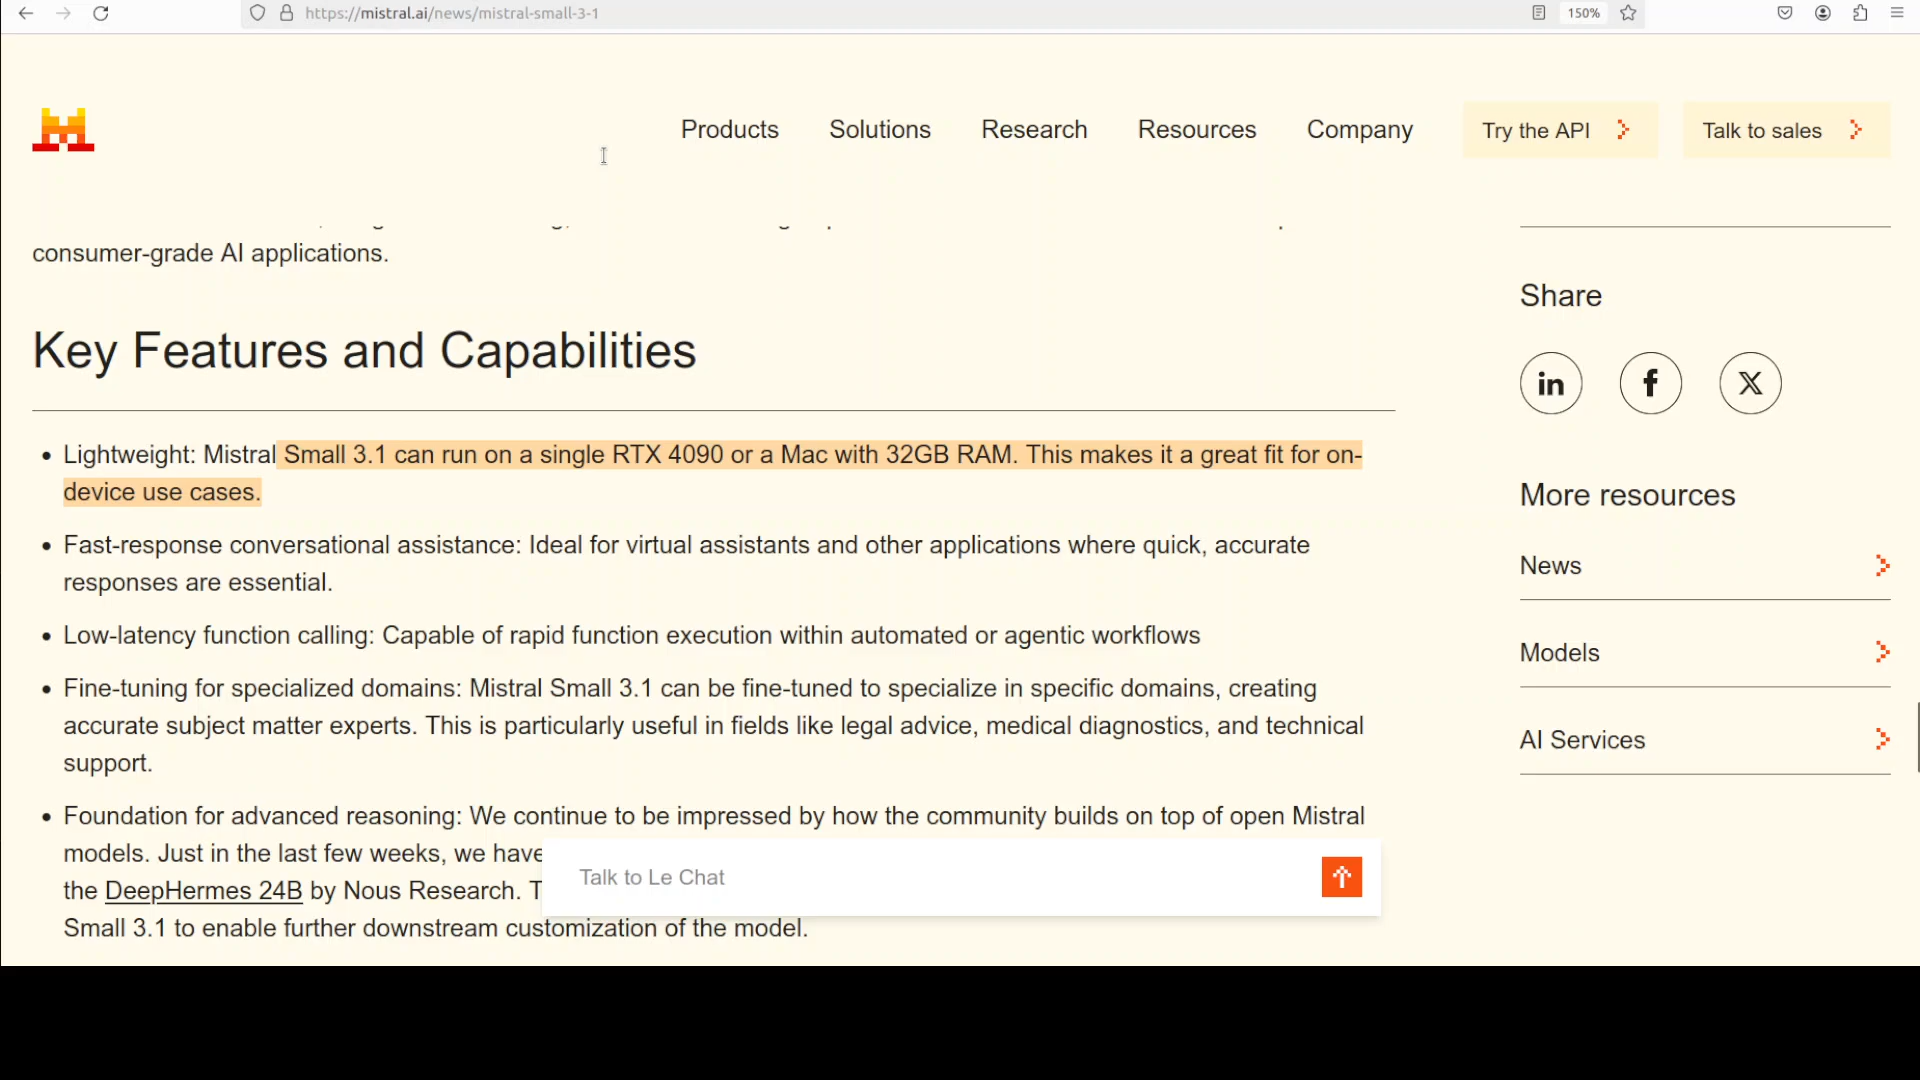 https://mistral.ai/news/mistral-small-3-1
150%
Products
Solutions
Research
Resources
Company
Try the API
Talk to sales
consumer-grade AI applications.
Key Features and Capabilities
Lightweight: Mistral Small 3.1 can run on a single RTX 4090 or a Mac with 32GB RAM. This makes it a great fit for on-
device use cases.
Fast-response conversational assistance: Ideal for virtual assistants and other applications where quick, accurate
responses are essential.
Low-latency function calling: Capable of rapid function execution within automated or agentic workflows
Fine-tuning for specialized domains: Mistral Small 3.1 can be fine-tuned to specialize in specific domains, creating
accurate subject matter experts. This is particularly useful in fields like legal advice, medical diagnostics, and technical
support.
Foundation for advanced reasoning: We continue to be impressed by how the community builds on top of open Mistral
models. Just in the last few weeks, we have
the DeepHermes 24B by Nous Research.
Small 3.1 to enable further downstream customization of the model.
Talk to Le Chat
Share
in
f
X
More resources
News
Models
AI Services